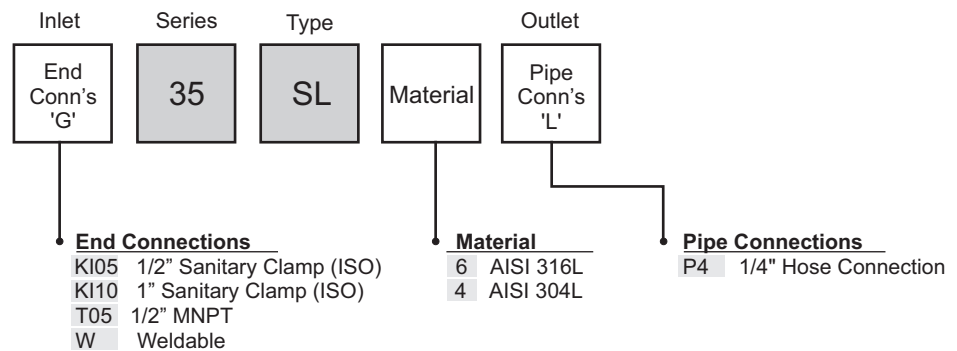 Inlet Series Type Outlet
End
Conn's
'G'
35
SL
Material
Pipe
Conn's
'L'
End Connections
KI05 1/2” Sanitary Clamp (ISO)
KI10 1” Sanitary Clamp (ISO)
T05 1/2” MNPT
W Weldable
Material
6 AISI 316L
4 AISI 304L
Pipe Connections
P4 1/4" Hose Connection